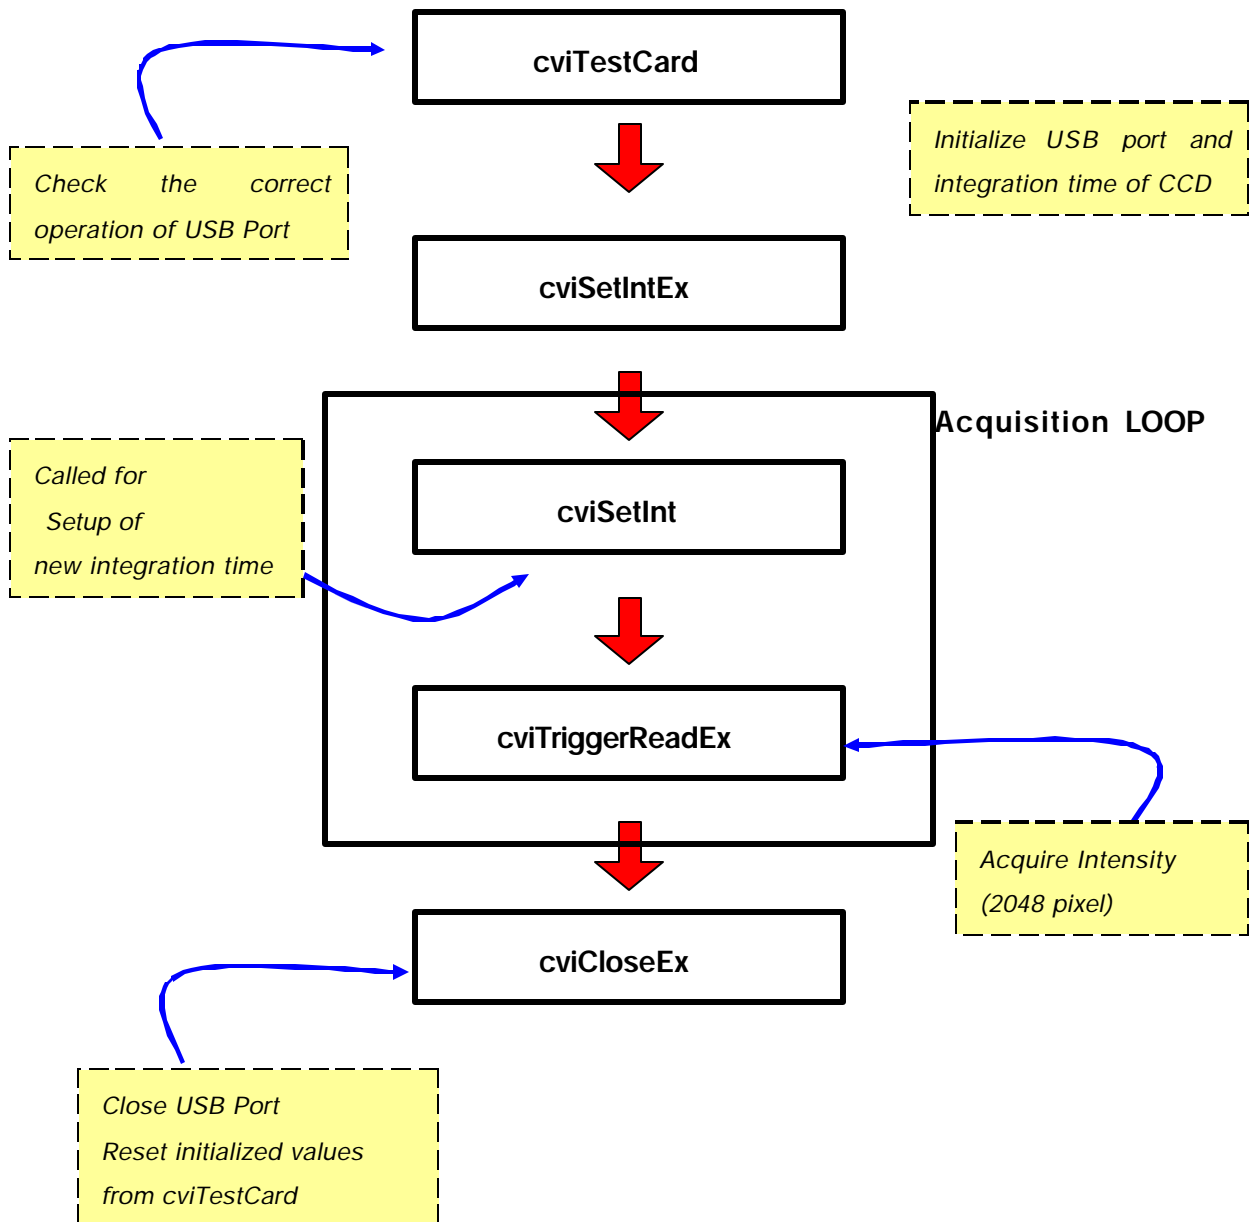 cviTestCard
Check the correct
operation of USB Port
Initialize USB port and
integration time of CCD
cviSetIntEx
Acquisition LOOP
Called for
Setup of
new integration time
cviSetInt
cviTriggerReadEx
Acquire Intensity
(2048 pixel)
cviCloseEx
Close USB Port
Reset initialized values
from cviTestCard